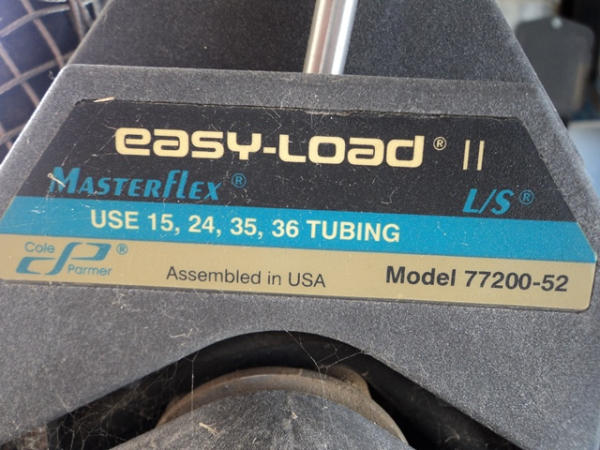 easy-Load® II
Masterflex® L/S®
USE 15, 24, 35, 36 TUBING
Cole Parmer®
Assembled in USA
Model 77200-52